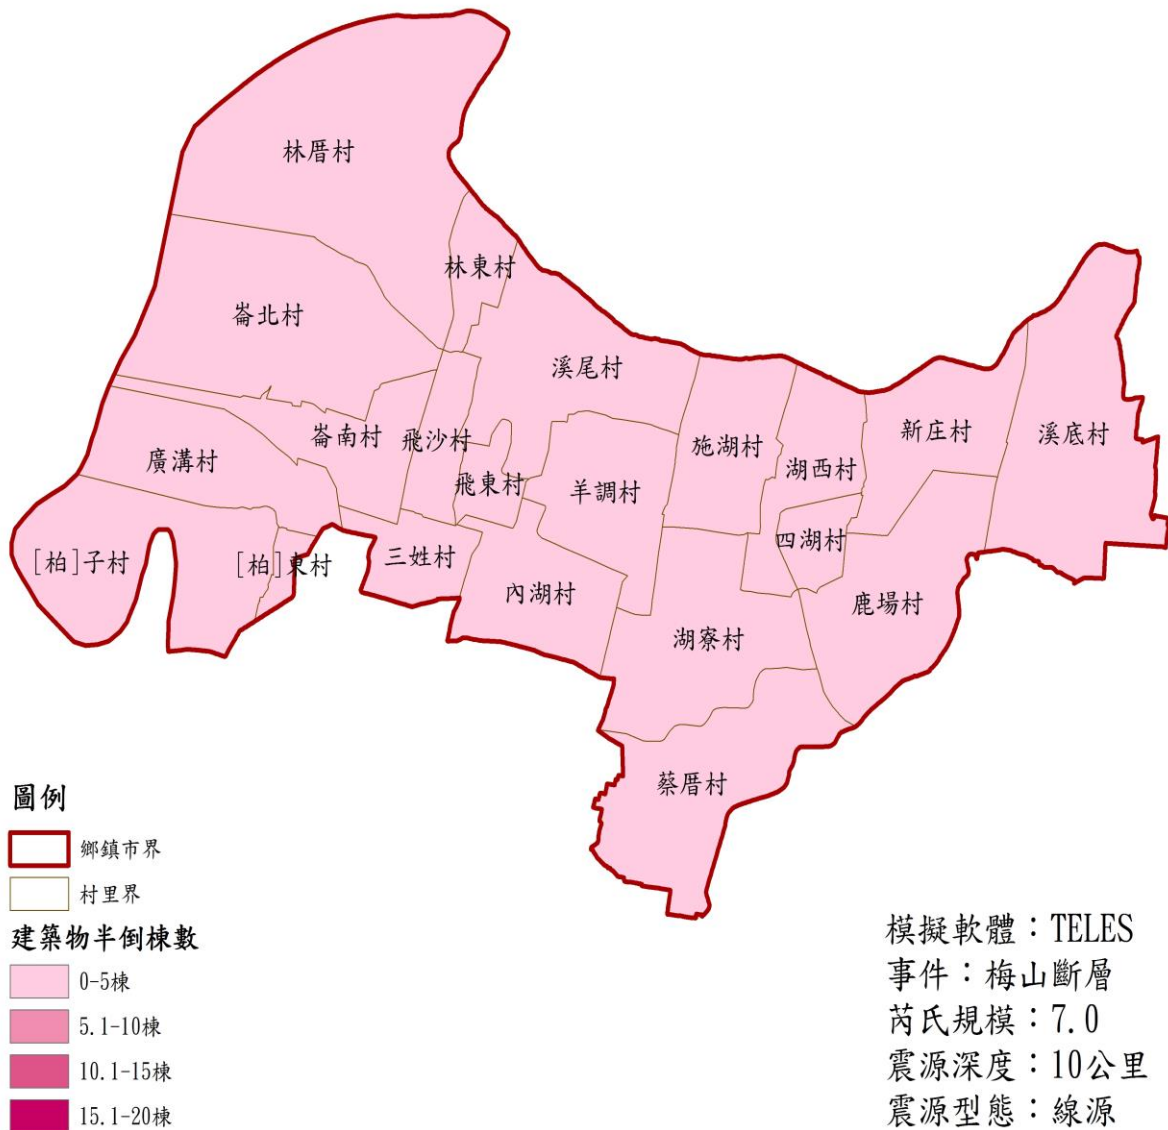 林厝村
林東村
崙北村
溪尾村
崙南村
飛沙村
施湖村
湖西村
新庄村
溪底村
廣溝村
飛東村
羊調村
四湖村
[柏]子村
[柏]東村
三姓村
內湖村
鹿場村
湖寮村
蔡厝村
圖例
鄉鎮市界
村里界
建築物半倒棟數
0-5棟
5.1-10棟
10.1-15棟
15.1-20棟
模擬軟體：TELES
事件：梅山斷層
芮氏規模：7.0
震源深度：10公里
震源型態：線源